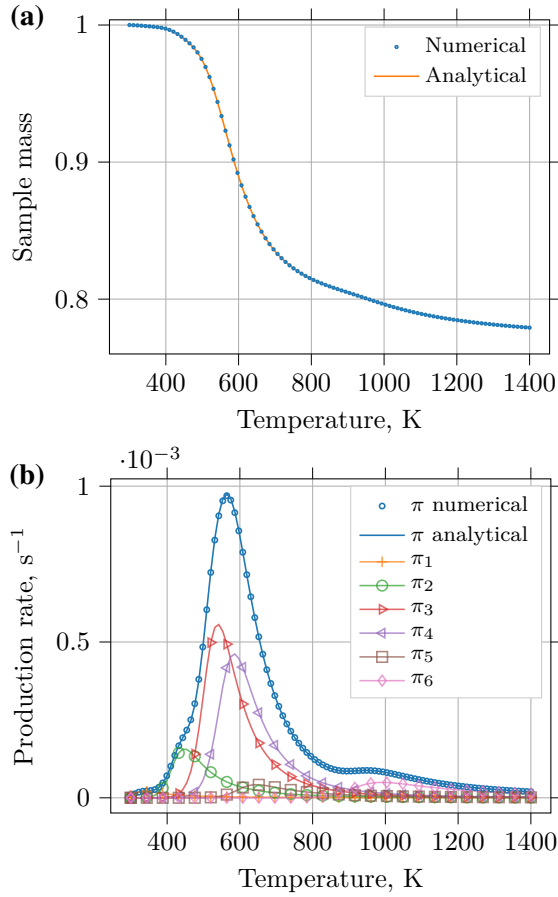 (a)
1
0.9
0.8
Sample mass
Numerical
Analytical
400 600 800 1000 1200 1400
Temperature, K
(b)
·10⁻³
1
0.5
0
Production rate, s⁻¹
π numerical
π analytical
π₁
π₂
π₃
π₄
π₅
π₆
400 600 800 1000 1200 1400
Temperature, K